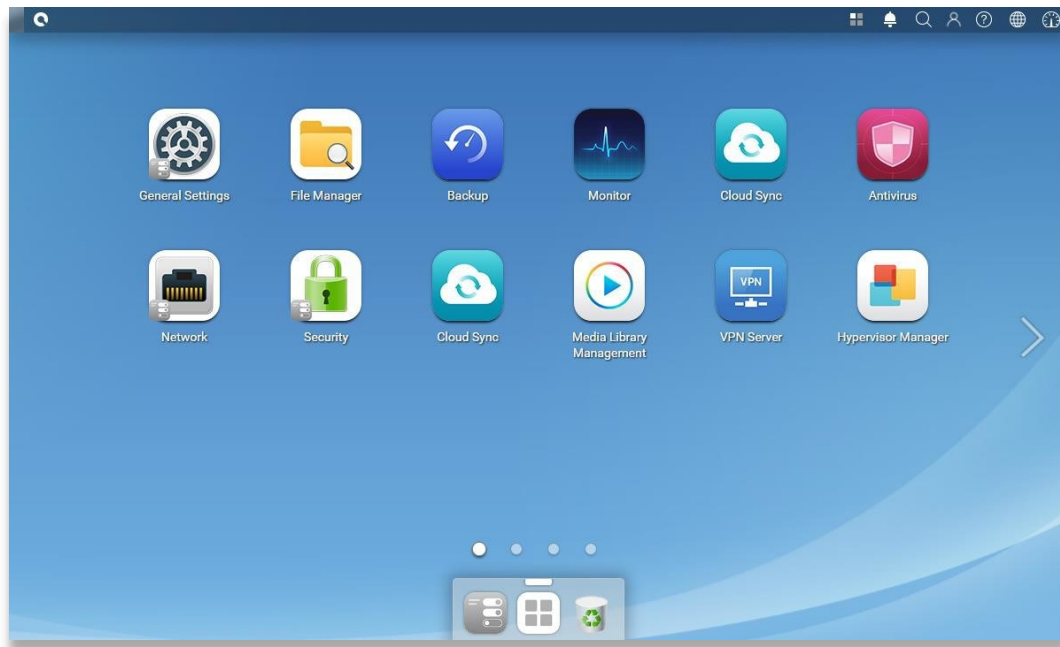 General Settings
File Manager
Backup
Monitor
Cloud Sync
Antivirus
Network
Security
Cloud Sync
Media Library
Management
VPN
VPN Server
Hypervisor Manager